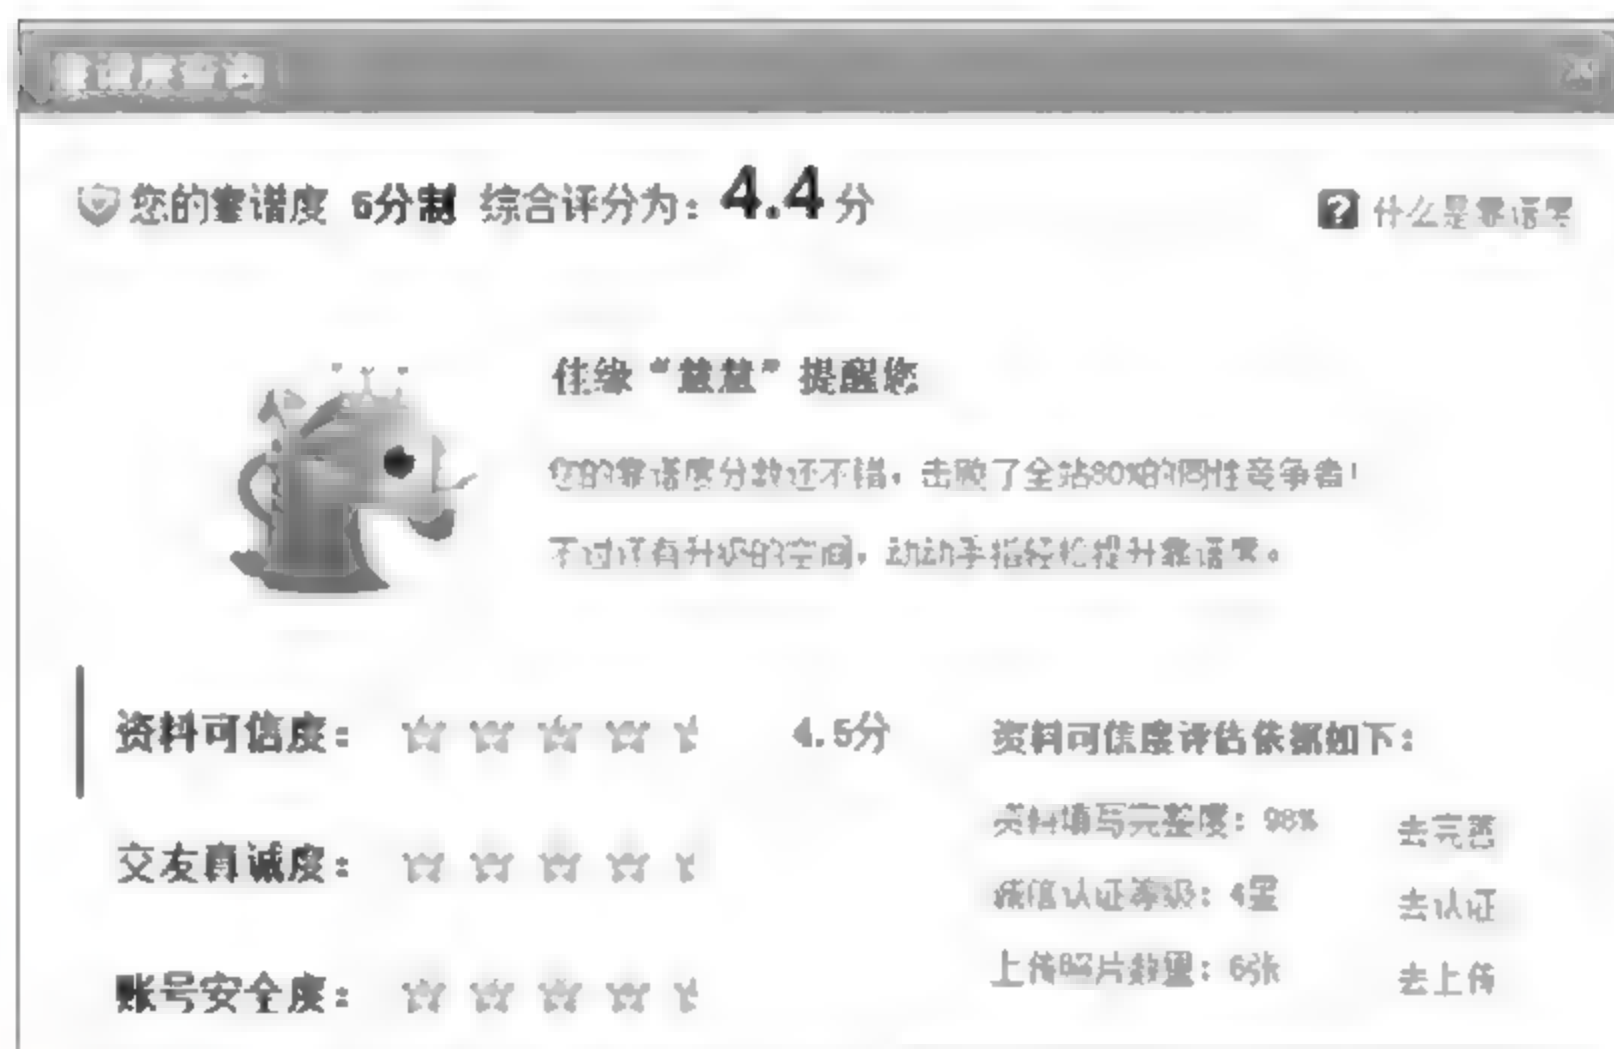 靠谱度查询
您的靠谱度 5分制 综合评分为：4.4分
什么是靠谱度
佳缘“慧慧”提醒您
您的靠谱度分数还不错，击败了全站80%的同性竞争者！
不过还有升级的空间，动动手指轻松提升靠谱度。
资料可信度： 4.5分
资料可信度评估依据如下：
资料填写完整度：98% 去完善
交友真诚度：
诚信认证等级：4星 去认证
上传照片数量：6张 去上传
账号安全度：